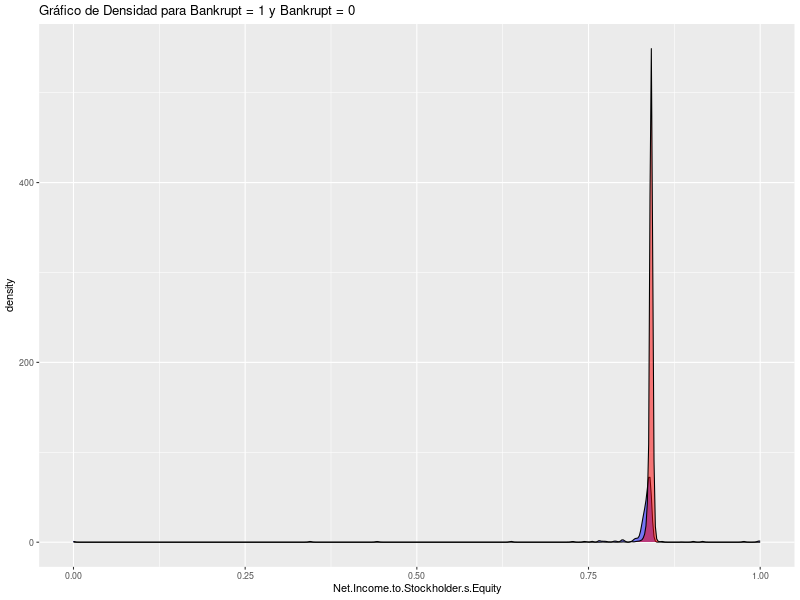 Gráfico de Densidad para Bankrupt = 1 y Bankrupt = 0
density
400
200
0
0.00
0.25
0.50
0.75
1.00
Net.Income.to.Stockholder.s.Equity